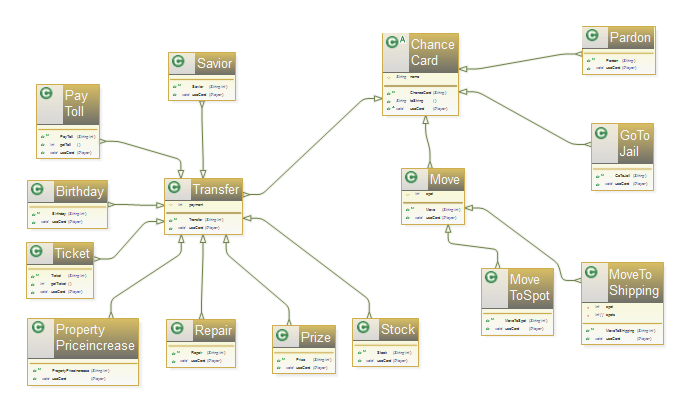 C
A
Chance
Card
String name
ChanceCard (String)
String toString ()
void useCard (Player)
C
Pardon
Pardon (String)
void useCard (Player)
C
Savior
Savior (String int)
void useCard (Player)
C
Pay
Toll
PayToll (String int)
int getToll ()
void useCard (Player)
C
GoTo
Jail
GoToJail (String)
void useCard (Player)
C
Move
Move (String int)
void useCard (Player)
C
Birthday
Birthday (String int)
void useCard (Player)
C
Transfer
int payment
Transfer (String int)
void useCard (Player)
C
Ticket
Ticket (String int)
int getTicket ()
void useCard (Player)
C
Move
ToSpot
MoveToSpot (String int)
void useCard (Player)
C
MoveTo
Shipping
MoveToShipping (String int)
void useCard (Player)
C
Property
Priceincrease
PropertyPriceincrease (String int)
void useCard (Player)
C
Repair
Repair (String int)
void useCard (Player)
C
Prize
Prize (String int)
void useCard (Player)
C
Stock
Stock (String int)
void useCard (Player)